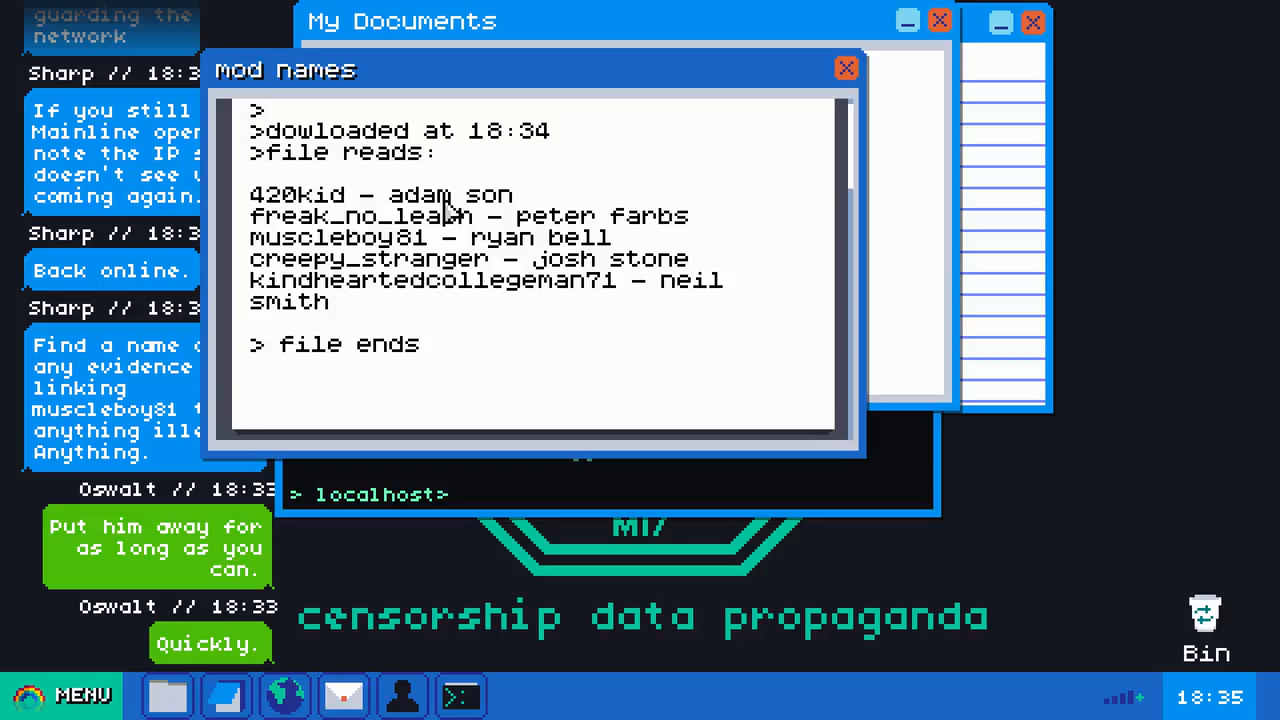 guarding the
network
Sharp // 18:3
If you still
Mainline oper
note the IP s
doesn't see u
coming again.
Sharp // 18:3
Back online.
Sharp // 18:3
Find a name o
any evidence
linking
muscleboy81 t
anything ille
Anything.
Oswalt // 18:33
Put him away for
as long as you
can.
Oswalt // 18:33
Quickly.
My Documents
mod names
>
>dowloaded at 18:34
>file reads:
420kid - adam son
freak_no_leash - peter farbs
muscleboy81 - ryan bell
creepy_stranger - josh stone
kindheartedcollegeman71 - neil
smith
> file ends
> localhost>
MI7
censorship data propaganda
Bin
MENU
18:35